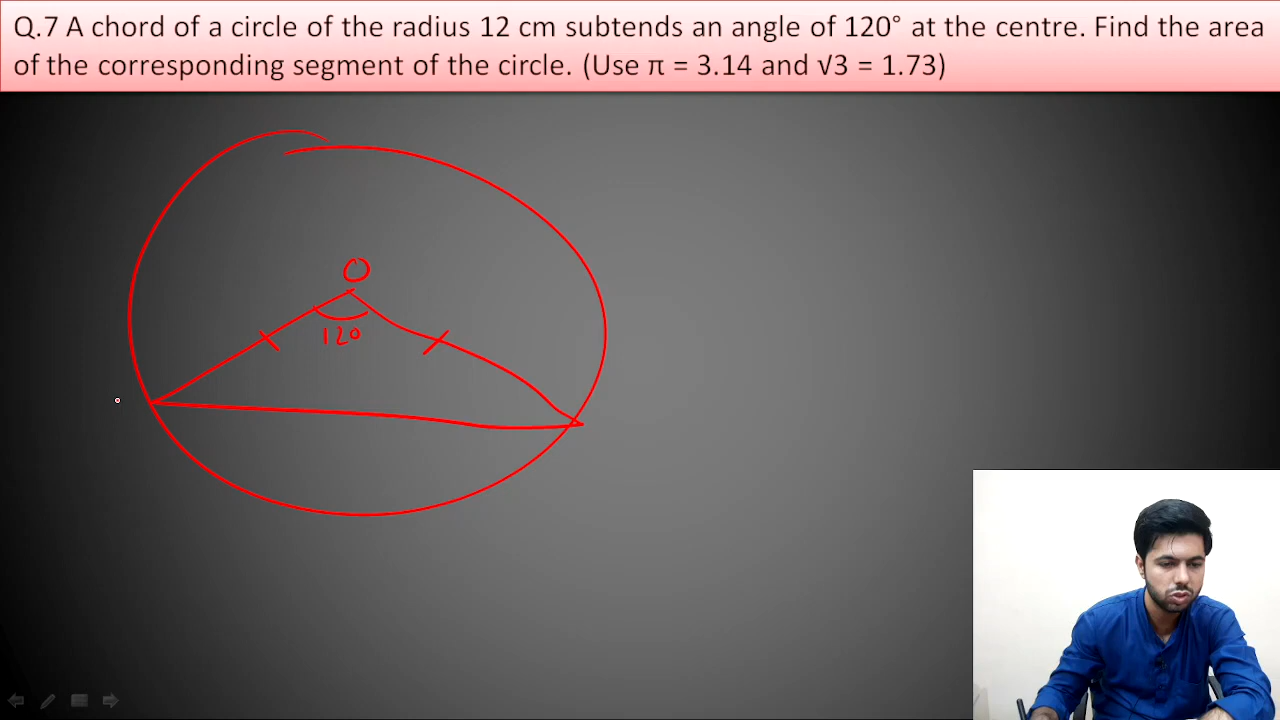 Q.7 A chord of a circle of the radius 12 cm subtends an angle of 120° at the centre. Find the area
of the corresponding segment of the circle. (Use π = 3.14 and √3 = 1.73)
O
120